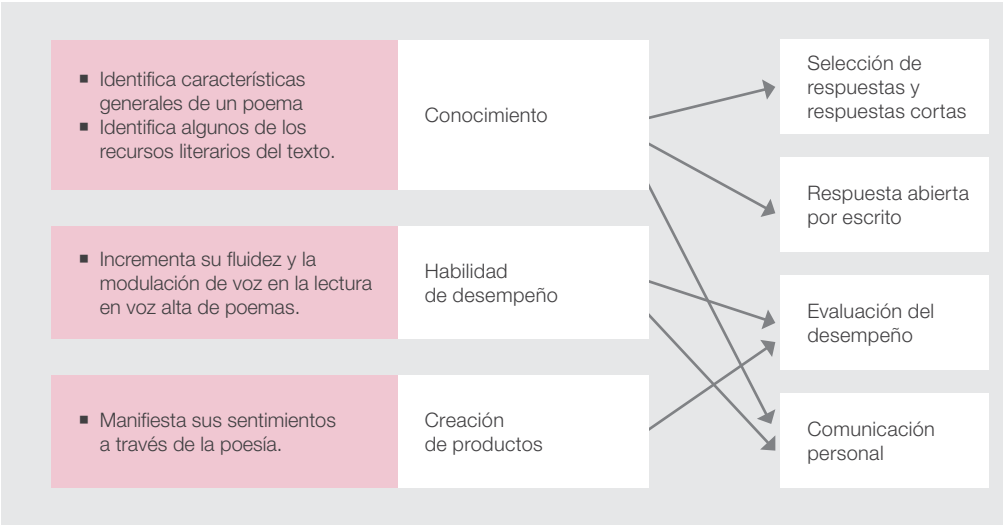 ▪ Identifica características
generales de un poema
▪ Identifica algunos de los
recursos literarios del texto.
Conocimiento
Selección de
respuestas y
respuestas cortas
Respuesta abierta
por escrito
▪ Incrementa su fluidez y la
modulación de voz en la lectura
en voz alta de poemas.
Habilidad
de desempeño
Evaluación del
desempeño
▪ Manifiesta sus sentimientos
a través de la poesía.
Creación
de productos
Comunicación
personal